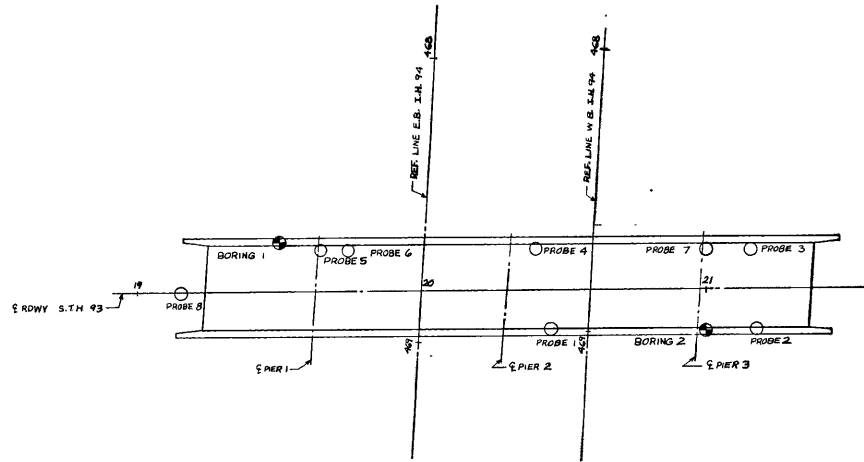 468
468
REF. LINE E.B. I.H. 94
REF. LINE W.B. I.H. 94
BORING 1
PROBE 5
PROBE 6
PROBE 4
PROBE 7
PROBE 3
19
20
21
℄ RDWY S.T.H 93
PROBE 8
469
PROBE 1
469
BORING 2
PROBE 2
℄ PIER 1
℄ PIER 2
℄ PIER 3